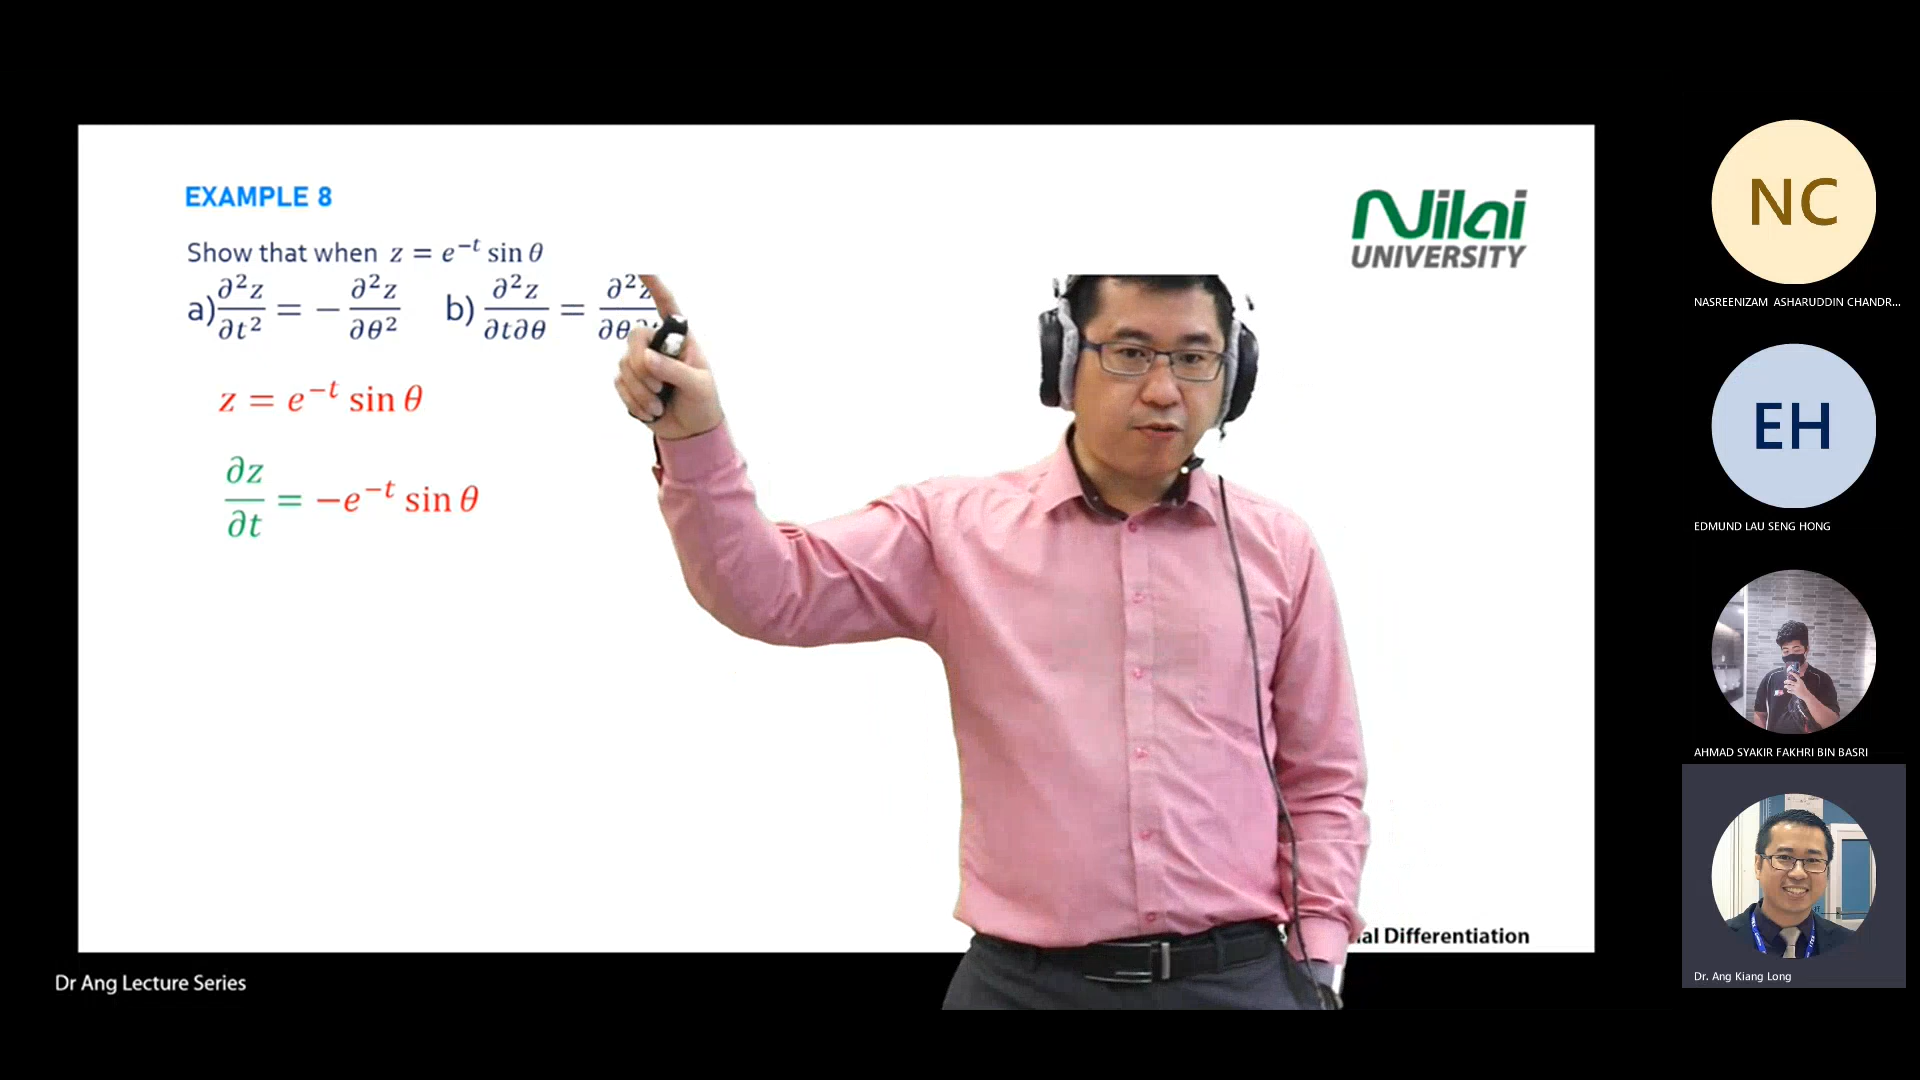 EXAMPLE 8
Nilai
UNIVERSITY
Show that when z = e⁻ᵗ sin θ
a) ∂²z/∂t² = − ∂²z/∂θ² b) ∂²z/∂t∂θ =
z = e⁻ᵗ sin θ
∂z/∂t = −e⁻ᵗ sin θ
Differentiation
Dr Ang Lecture Series
NC
NASREENIZAM ASHARUDDIN CHANDR...
EH
EDMUND LAU SENG HONG
AHMAD SYAKIR FAKHRI BIN BASRI
Dr. Ang Kiang Long